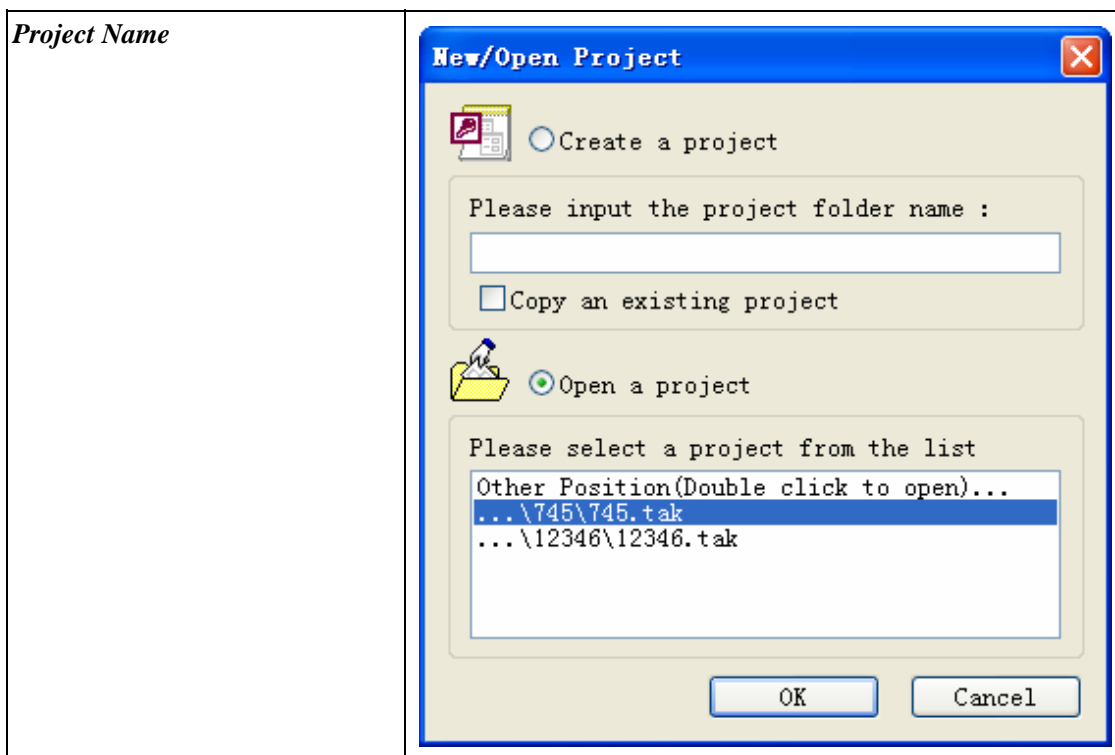 Project Name
New/Open Project
Create a project
Please input the project folder name :
Copy an existing project
Open a project
Please select a project from the list
Other Position(Double click to open)...
...\745\745.tak
...\12346\12346.tak
OK Cancel